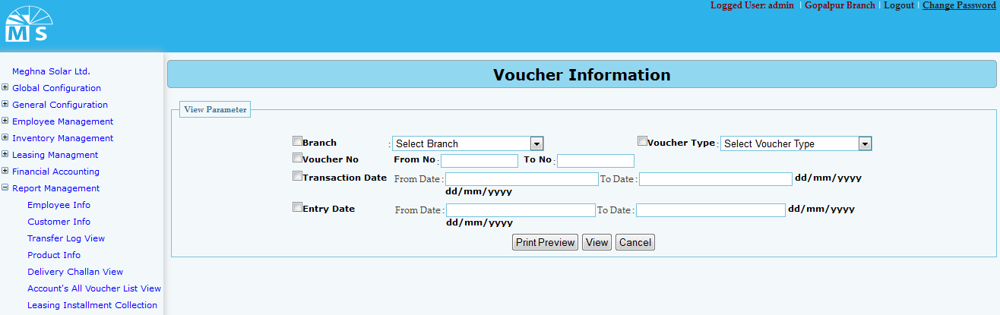 Logged User: admin | Gopalpur Branch | Logout | Change Password
M S
Meghna Solar Ltd.
Global Configuration
General Configuration
Employee Management
Inventory Management
Leasing Managment
Financial Accounting
Report Management
Employee Info
Customer Info
Transfer Log View
Product Info
Delivery Challan View
Account's All Voucher List View
Leasing Installment Collection
Voucher Information
View Parameter
Branch : Select Branch Voucher Type : Select Voucher Type
Voucher No From No : To No :
Transaction Date From Date : To Date : dd/mm/yyyy
dd/mm/yyyy
Entry Date From Date : To Date : dd/mm/yyyy
dd/mm/yyyy
Print Preview View Cancel